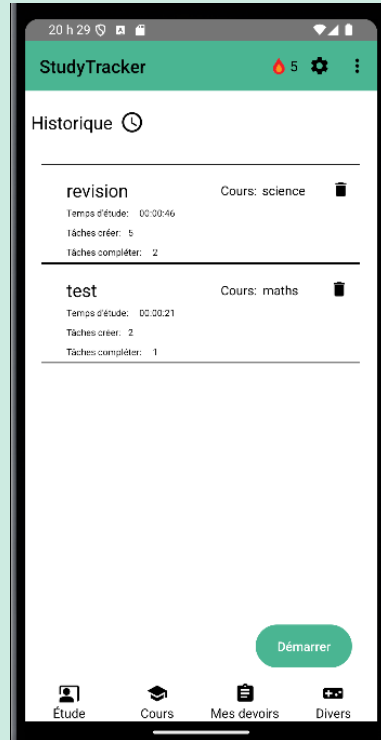 20 h 29
StudyTracker 5
Historique
revision Cours: science
Temps d'étude: 00:00:46
Tâches créer: 5
Tâches compléter: 2
test Cours: maths
Temps d'étude: 00:00:21
Tâches créer: 2
Tâches compléter: 1
Démarrer
Étude Cours Mes devoirs Divers